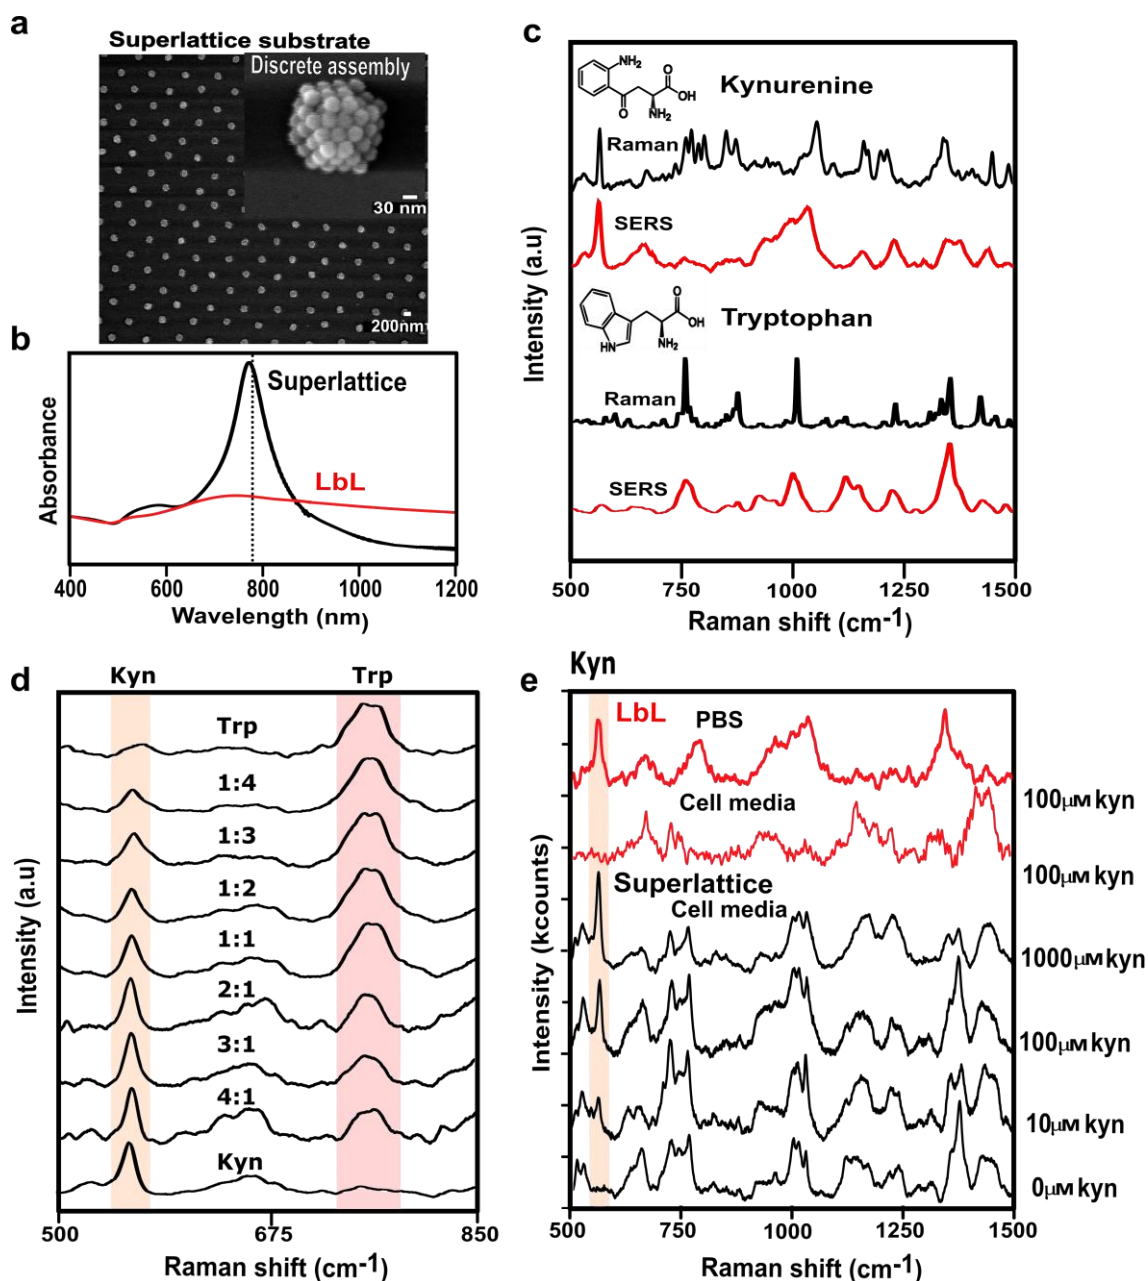 a
Superlattice substrate
Discrete assembly
30 nm
200nm
b
Absorbance
Superlattice
LbL
400 600 800 1000 1200
Wavelength (nm)
c
Intensity (a.u)
NH2
O
OH
O
NH2
Kynurenine
Raman
SERS
O
OH
NH2
HN
Tryptophan
Raman
SERS
500 750 1000 1250 1500
Raman shift (cm-1)
d
Kyn Trp
Intensity (a.u)
Trp
1:4
1:3
1:2
1:1
2:1
3:1
4:1
Kyn
500 675 850
Raman shift (cm-1)
e
Kyn
Intensity (kcounts)
LbL PBS
100µM kyn
Cell media
100µM kyn
Superlattice
Cell media
1000µM kyn
100µM kyn
10µM kyn
0µM kyn
500 750 1000 1250 1500
Raman shift (cm-1)